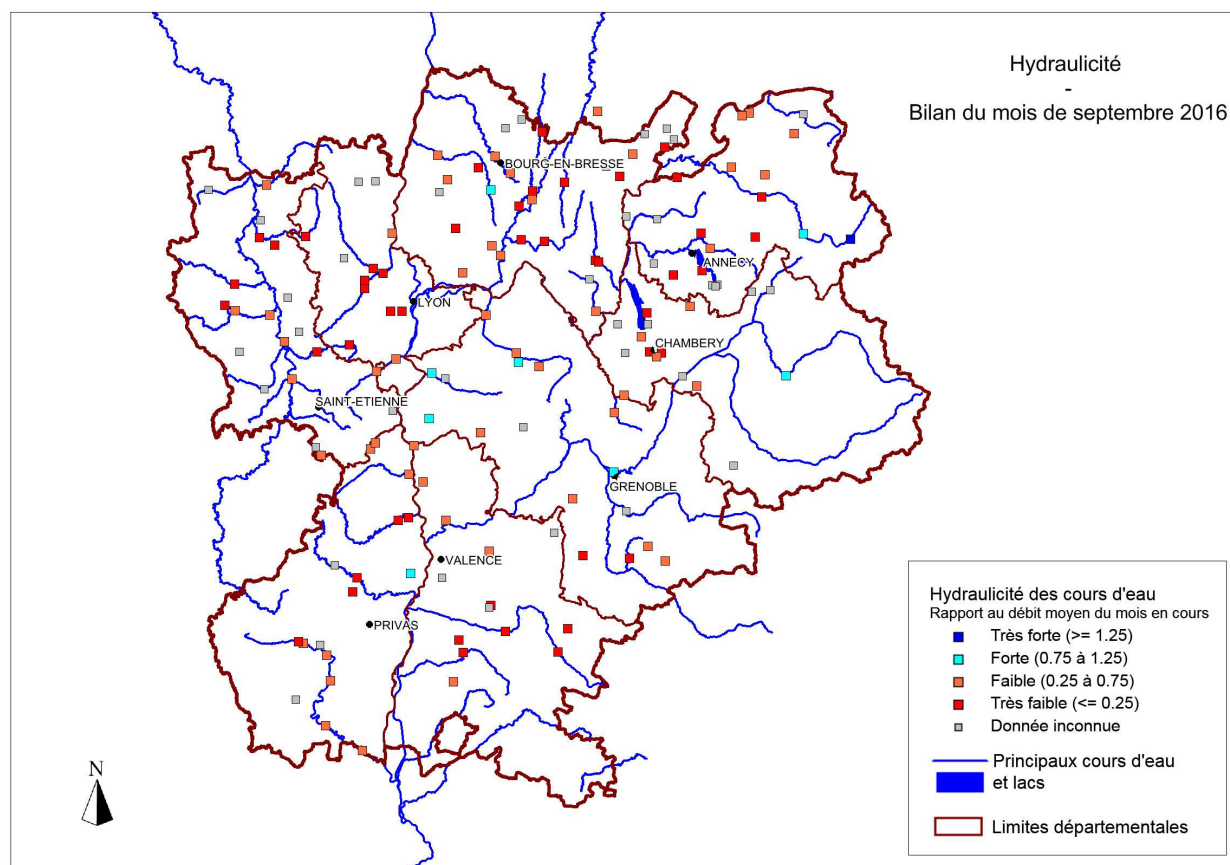 Hydraulicité
-
Bilan du mois de septembre 2016
BOURG-EN-BRESSE
ANNECY
LYON
CHAMBERY
SAINT-ETIENNE
GRENOBLE
VALENCE
PRIVAS
N
Hydraulicité des cours d'eau
Rapport au débit moyen du mois en cours
Très forte (>= 1.25)
Forte (0.75 à 1.25)
Faible (0.25 à 0.75)
Très faible (<= 0.25)
Donnée inconnue
Principaux cours d'eau
et lacs
Limites départementales